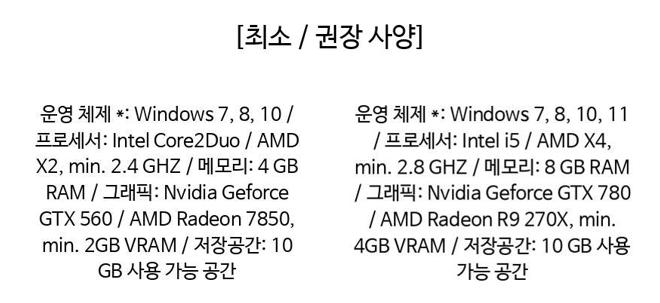 [최소 / 권장 사양]
운영 체제 *: Windows 7, 8, 10 /
프로세서: Intel Core2Duo / AMD
X2, min. 2.4 GHZ / 메모리: 4 GB
RAM / 그래픽: Nvidia Geforce
GTX 560 / AMD Radeon 7850,
min. 2GB VRAM / 저장공간: 10
GB 사용 가능 공간
운영 체제 *: Windows 7, 8, 10, 11
/ 프로세서: Intel i5 / AMD X4,
min. 2.8 GHZ / 메모리: 8 GB RAM
/ 그래픽: Nvidia Geforce GTX 780
/ AMD Radeon R9 270X, min.
4GB VRAM / 저장공간: 10 GB 사용
가능 공간